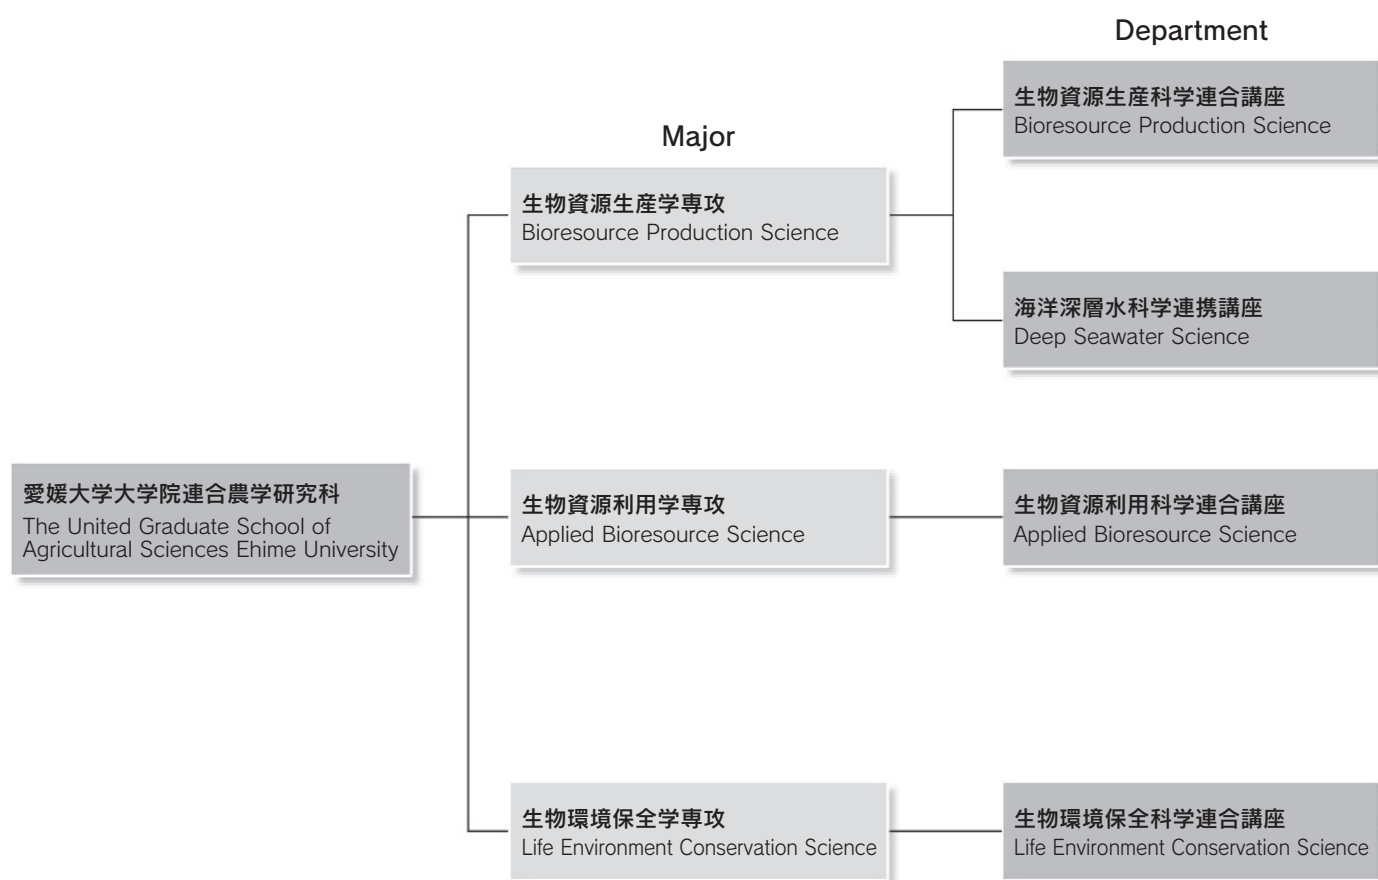 Department
生物資源生産科学連合講座
Bioresource Production Science
Major
生物資源生産学専攻
Bioresource Production Science
海洋深層水科学連携講座
Deep Seawater Science
愛媛大学大学院連合農学研究科
The United Graduate School of
Agricultural Sciences Ehime University
生物資源利用学専攻
Applied Bioresource Science
生物資源利用科学連合講座
Applied Bioresource Science
生物環境保全学専攻
Life Environment Conservation Science
生物環境保全科学連合講座
Life Environment Conservation Science